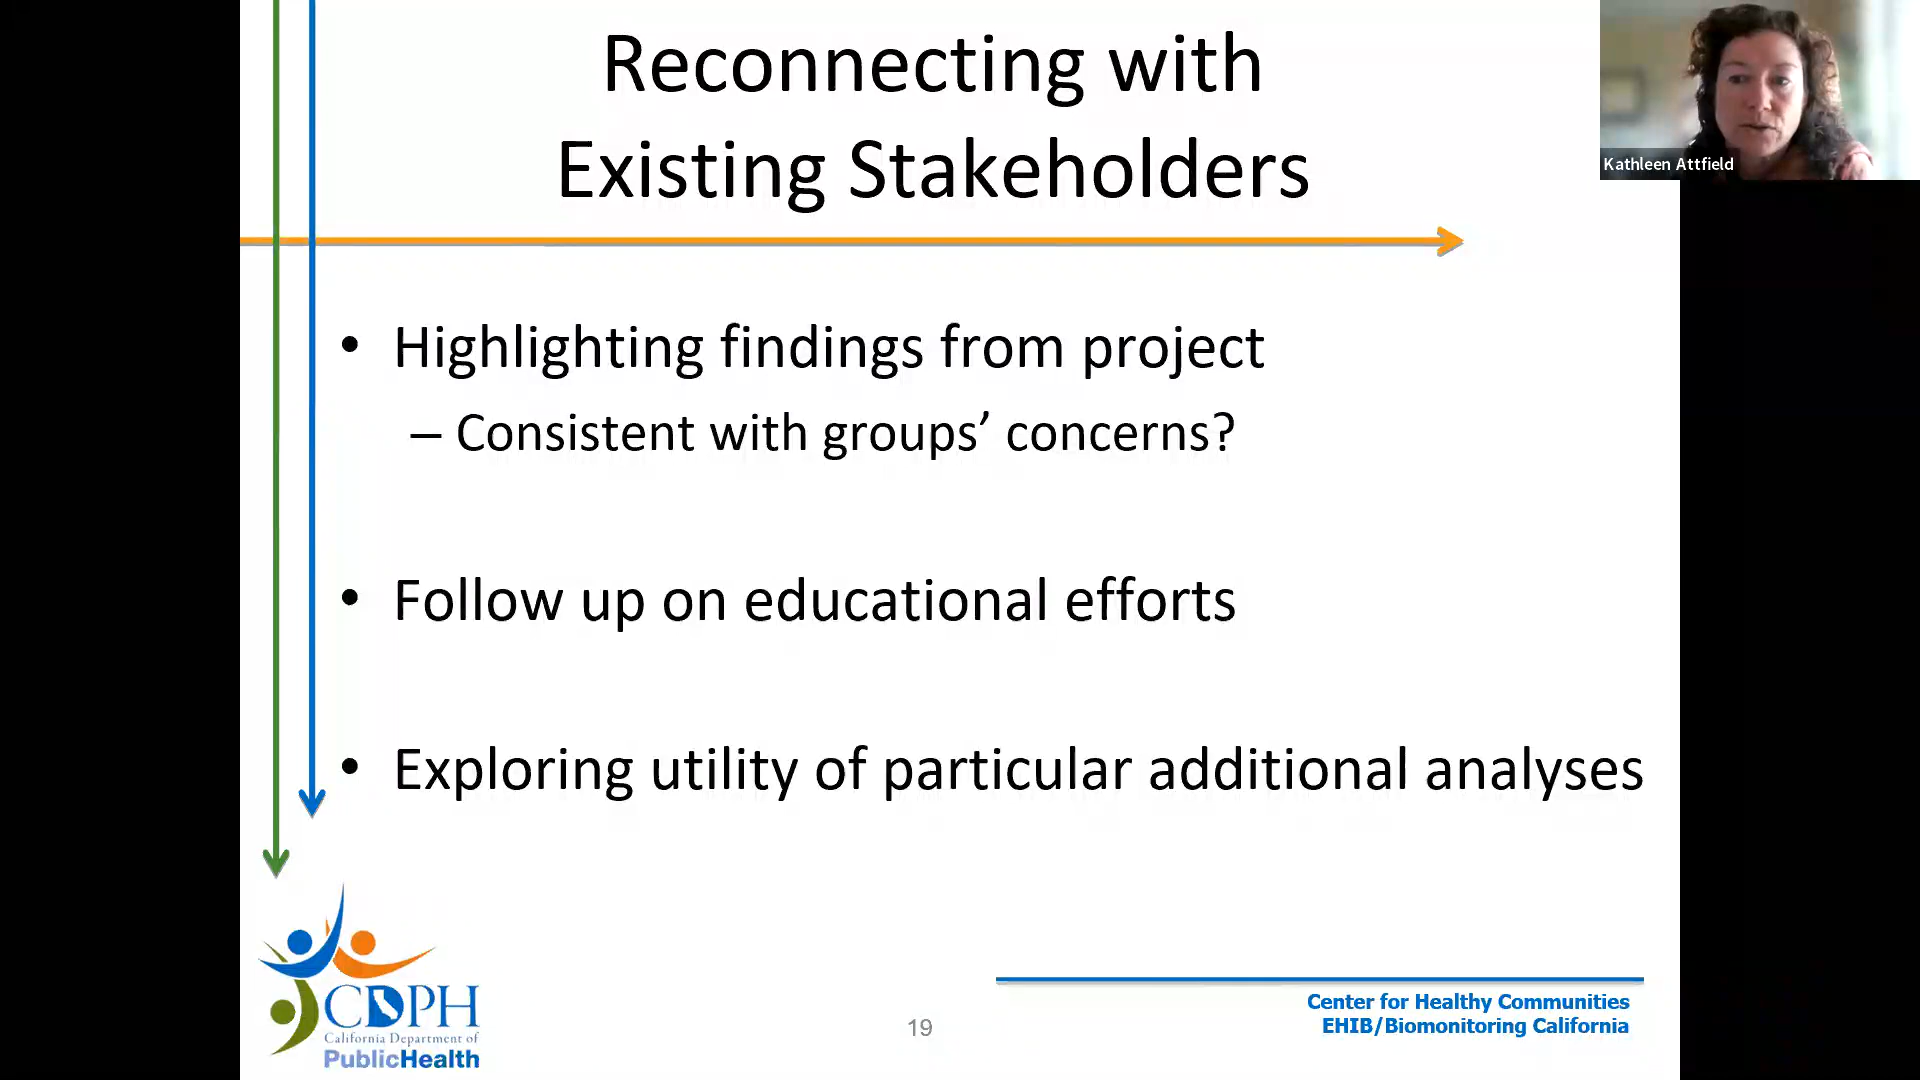 Reconnecting with
Existing Stakeholders
Kathleen Attfield
• Highlighting findings from project
– Consistent with groups’ concerns?
• Follow up on educational efforts
• Exploring utility of particular additional analyses
CDPH
California Department of
PublicHealth
19
Center for Healthy Communities
EHIB/Biomonitoring California